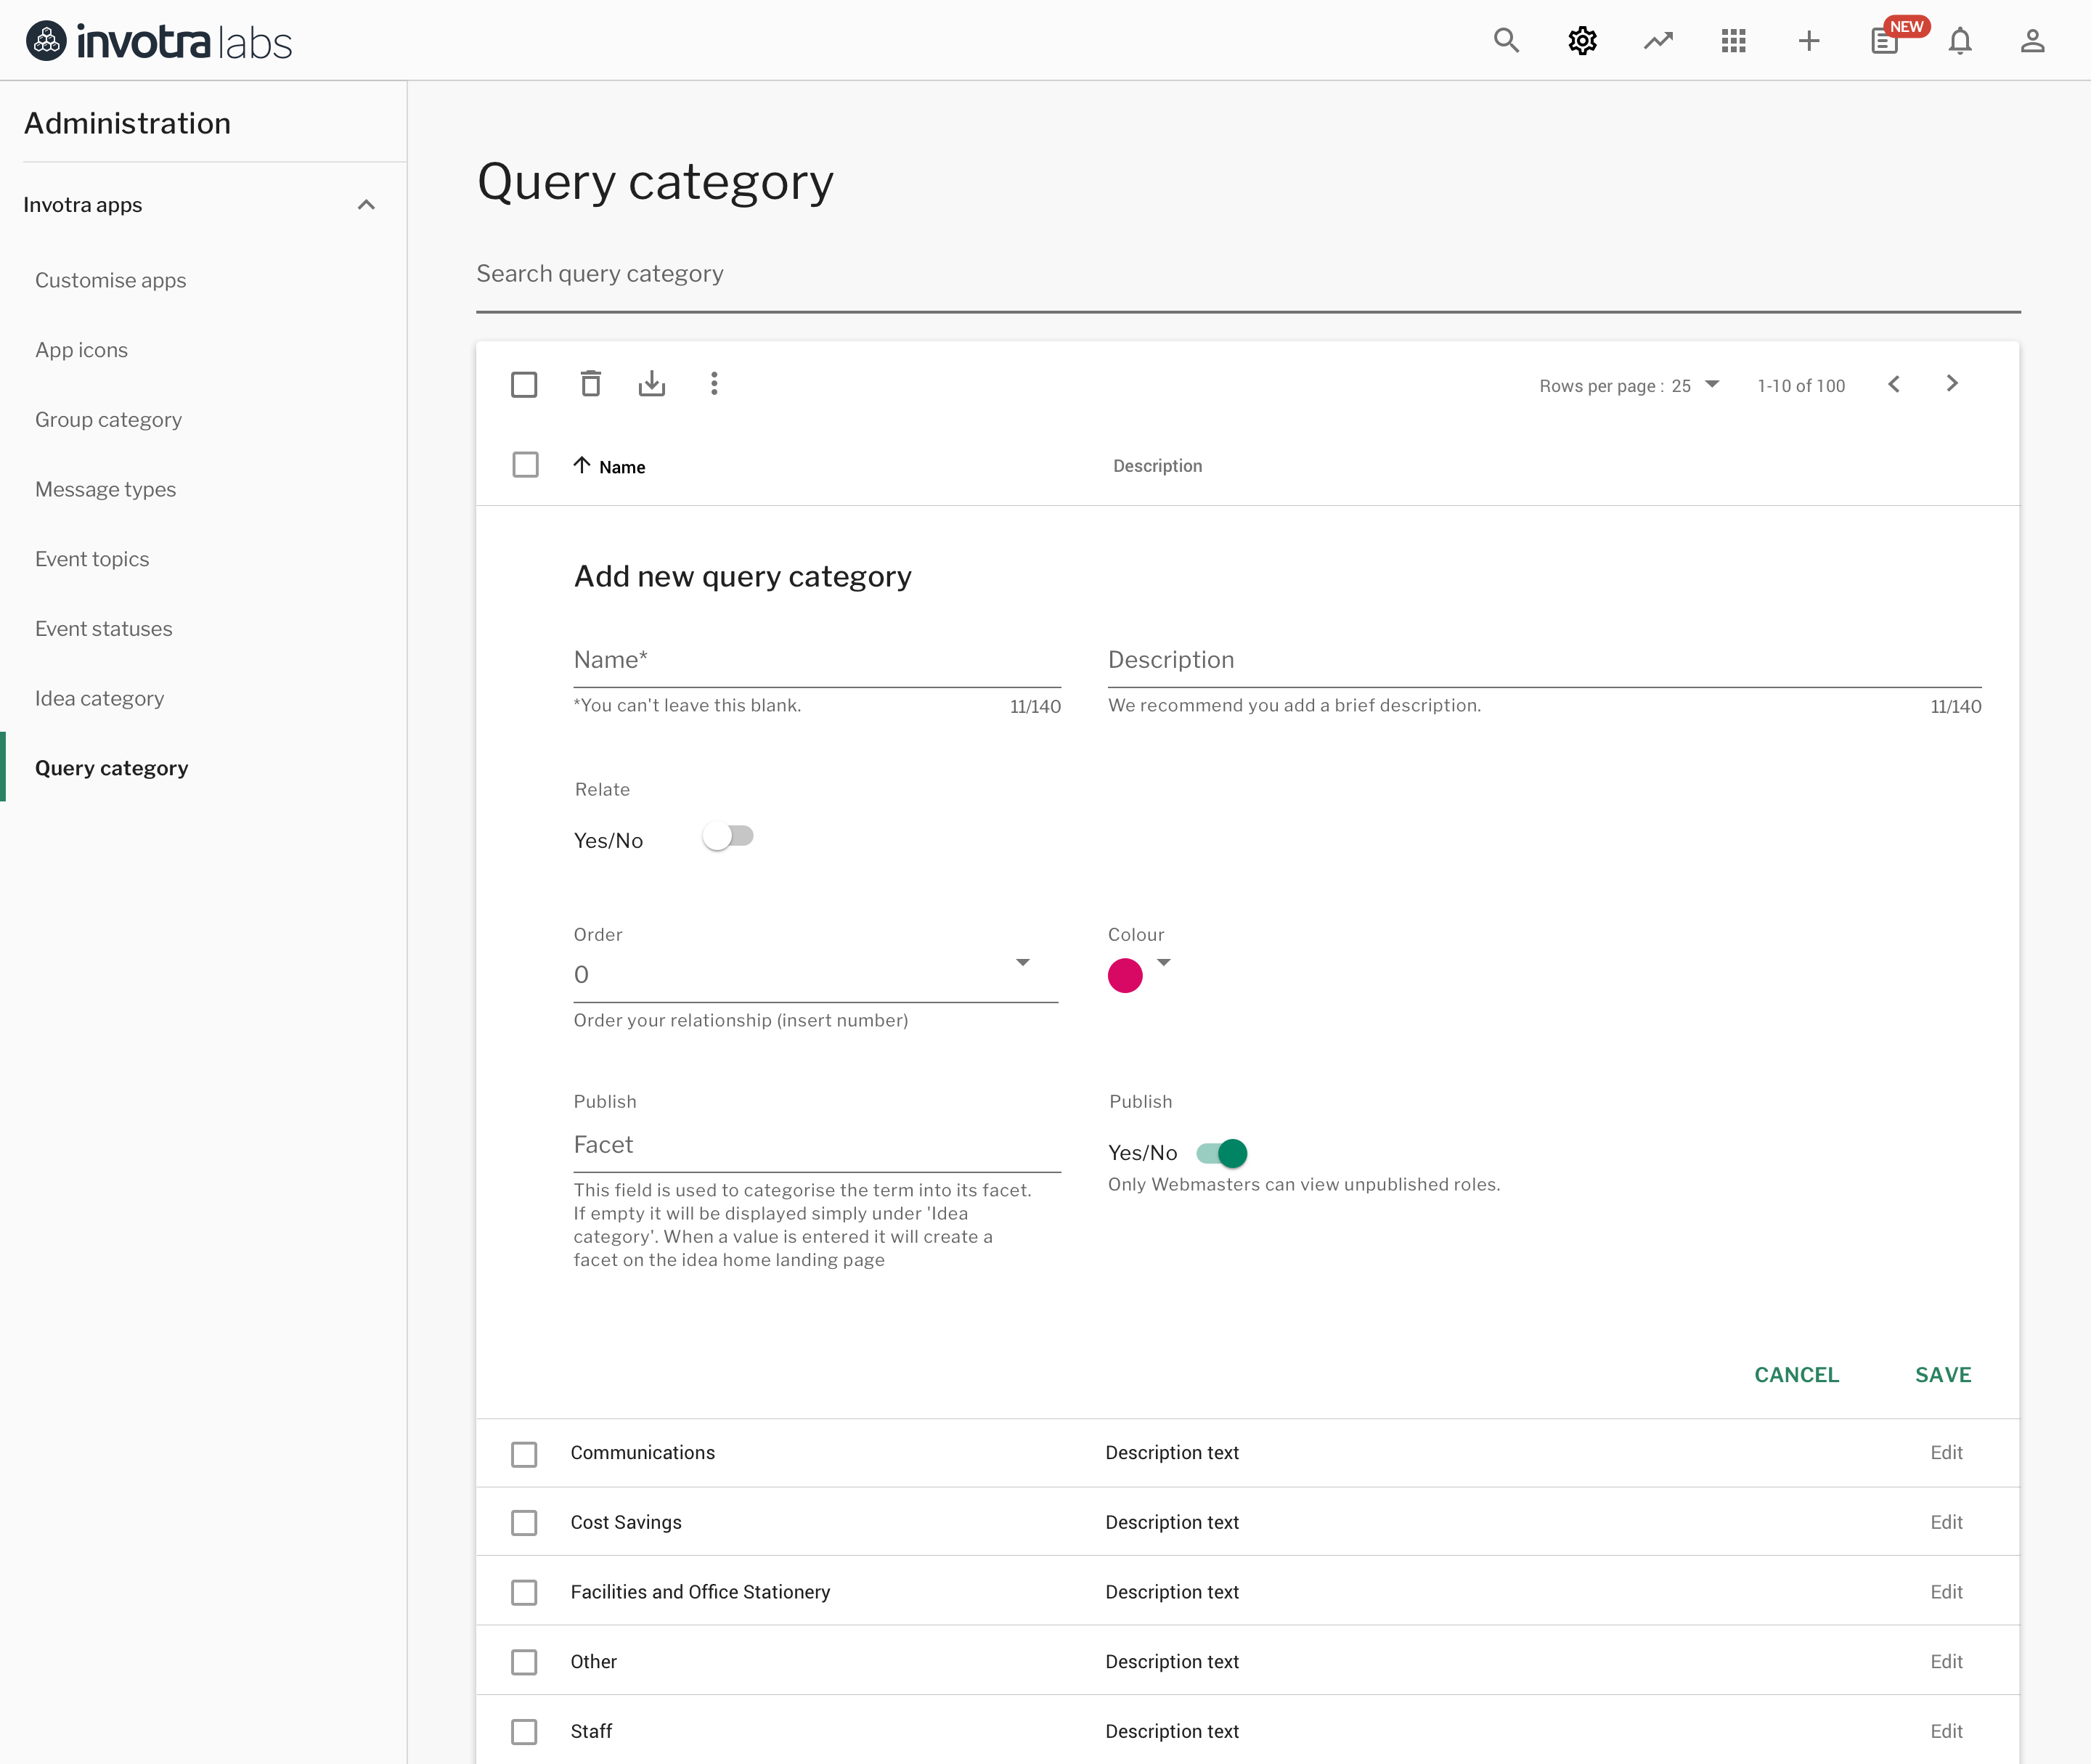 invotra labs
NEW
Administration
Invotra apps
Customise apps
App icons
Group category
Message types
Event topics
Event statuses
Idea category
Query category
Query category
Search query category
Rows per page : 25
1-10 of 100
Name
Description
Add new query category
Name*
Description
*You can't leave this blank.
11/140
We recommend you add a brief description.
11/140
Relate
Yes/No
Order
Colour
0
Order your relationship (insert number)
Publish
Facet
This field is used to categorise the term into its facet.
If empty it will be displayed simply under 'Idea
category'. When a value is entered it will create a
facet on the idea home landing page
Publish
Yes/No
Only Webmasters can view unpublished roles.
CANCEL
SAVE
Communications
Description text
Edit
Cost Savings
Description text
Edit
Facilities and Office Stationery
Description text
Edit
Other
Description text
Edit
Staff
Description text
Edit